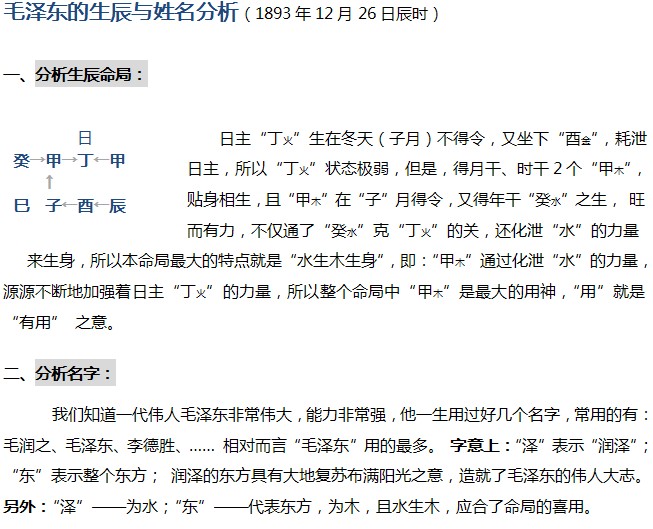 毛泽东的生辰与姓名分析（1893 年 12 月 26 日辰时）
一、分析生辰命局：
日
癸→甲→丁←甲
↑
巳 子←酉←辰
日主“丁火”生在冬天（子月）不得令，又坐下“酉金”，耗泄
日主，所以“丁火”状态极弱，但是，得月干、时干 2 个“甲木”，
贴身相生，且“甲木”在“子”月得令，又得年干“癸水”之生， 旺
而有力，不仅通了“癸水”克“丁火”的关，还化泄“水”的力量
来生身，所以本命局最大的特点就是“水生木生身”，即：“甲木”通过化泄“水”的力量，
源源不断地加强着日主“丁火”的力量，所以整个命局中“甲木”是最大的用神，“用”就是
“有用” 之意。
二、分析名字：
我们知道一代伟人毛泽东非常伟大，能力非常强，他一生用过好几个名字，常用的有：
毛润之、毛泽东、李德胜、…… 相对而言“毛泽东”用的最多。 字意上：“泽”表示“润泽”；
“东”表示整个东方； 润泽的东方具有大地复苏布满阳光之意，造就了毛泽东的伟人大志。
另外：“泽”——为水；“东”——代表东方，为木，且水生木，应合了命局的喜用。